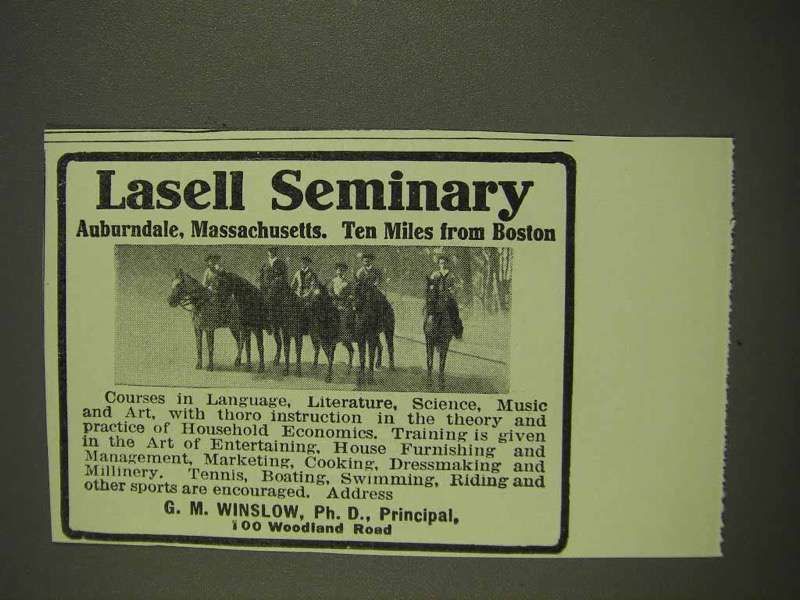 Lasell Seminary
Auburndale, Massachusetts. Ten Miles from Boston
Courses in Language, Literature, Science, Music
and Art, with thoro instruction in the theory and
practice of Household Economics. Training is given
in the Art of Entertaining, House Furnishing and
Management, Marketing, Cooking, Dressmaking and
Millinery. Tennis, Boating, Swimming, Riding and
other sports are encouraged. Address
G. M. WINSLOW, Ph. D., Principal,
100 Woodland Road